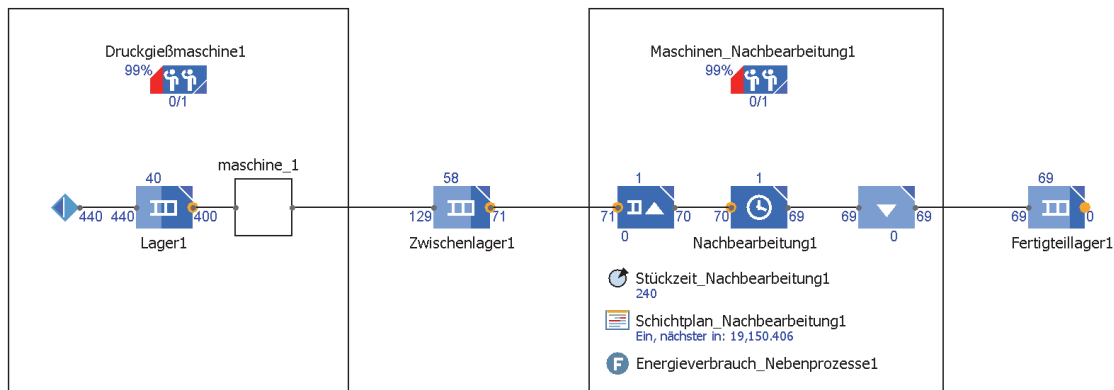 Druckgießmaschine1
99%
0/1
Maschinen_Nachbearbeitung1
99%
0/1
maschine_1
40
440
440
400
Lager1
58
129
71
Zwischenlager1
1
71
70
0
1
70
69
Nachbearbeitung1
69
69
0
69
69
0
Fertigteillager1
Stückzeit_Nachbearbeitung1
240
Schichtplan_Nachbearbeitung1
Ein, nächster in: 19,150.406
F
Energieverbrauch_Nebenprozesse1